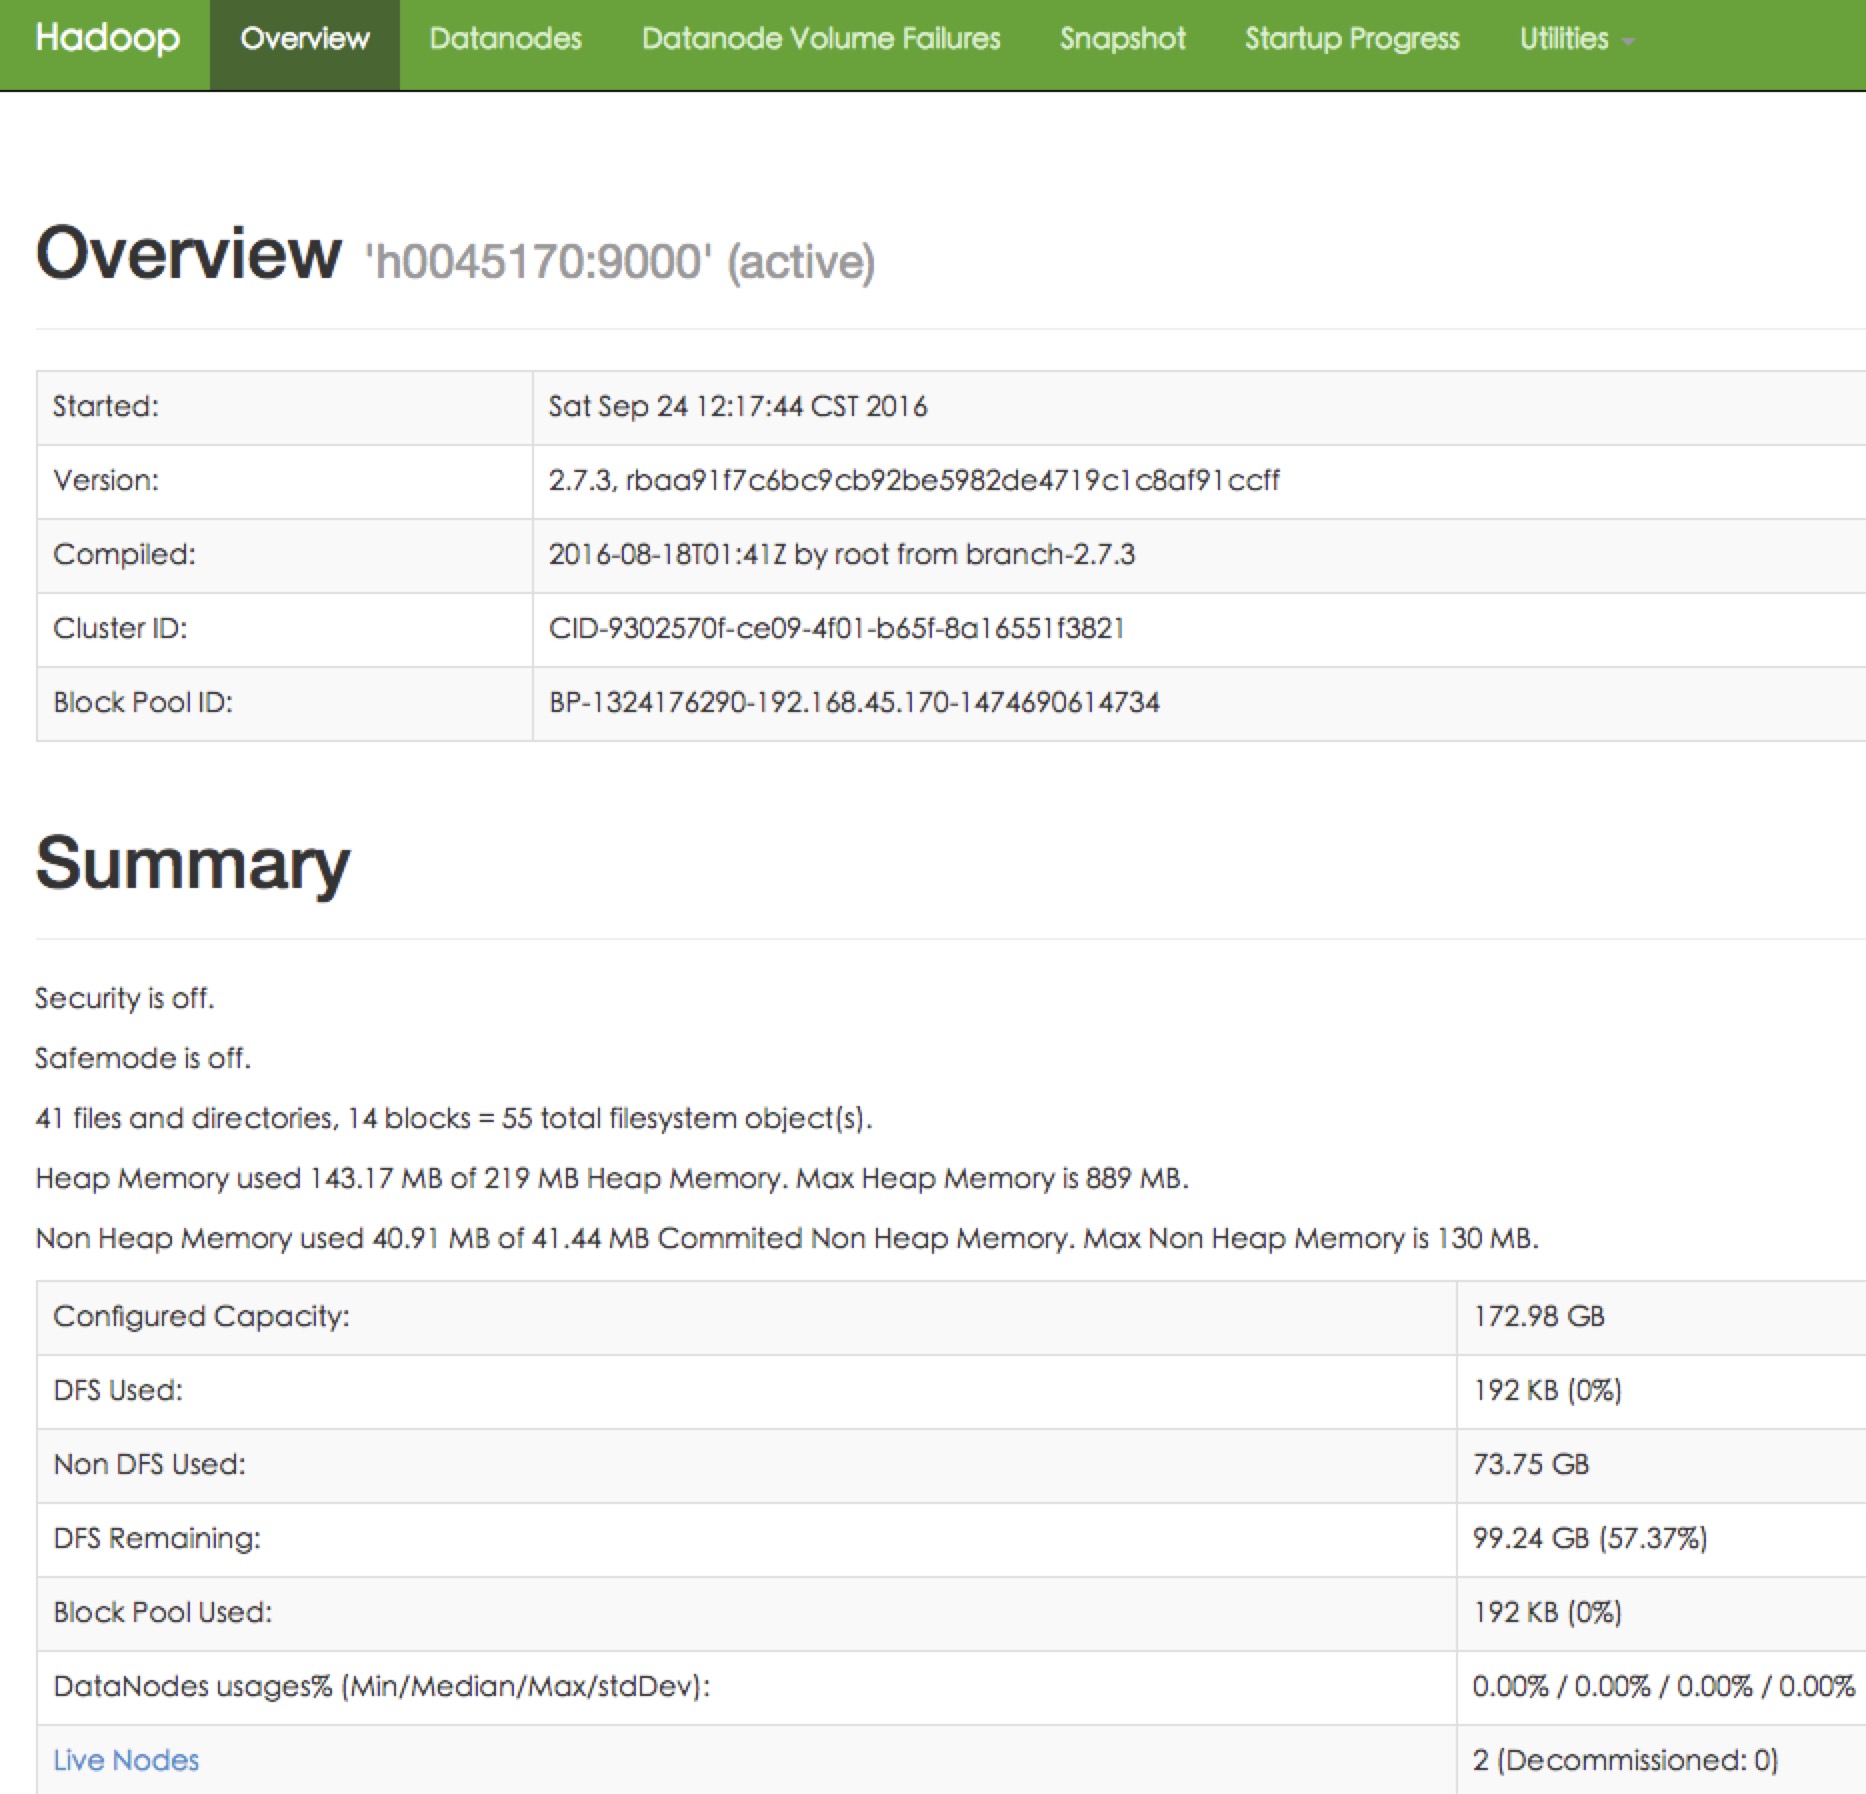 Hadoop Overview Datanodes Datanode Volume Failures Snapshot Startup Progress Utilities
Overview 'h0045170:9000' (active)
Started: Sat Sep 24 12:17:44 CST 2016
Version: 2.7.3, rbaa91f7c6bc9cb92be5982de4719c1c8af91ccff
Compiled: 2016-08-18T01:41Z by root from branch-2.7.3
Cluster ID: CID-9302570f-ce09-4f01-b65f-8a16551f3821
Block Pool ID: BP-1324176290-192.168.45.170-1474690614734
Summary
Security is off.
Safemode is off.
41 files and directories, 14 blocks = 55 total filesystem object(s).
Heap Memory used 143.17 MB of 219 MB Heap Memory. Max Heap Memory is 889 MB.
Non Heap Memory used 40.91 MB of 41.44 MB Commited Non Heap Memory. Max Non Heap Memory is 130 MB.
Configured Capacity: 172.98 GB
DFS Used: 192 KB (0%)
Non DFS Used: 73.75 GB
DFS Remaining: 99.24 GB (57.37%)
Block Pool Used: 192 KB (0%)
DataNodes usages% (Min/Median/Max/stdDev): 0.00% / 0.00% / 0.00% / 0.00%
Live Nodes 2 (Decommissioned: 0)